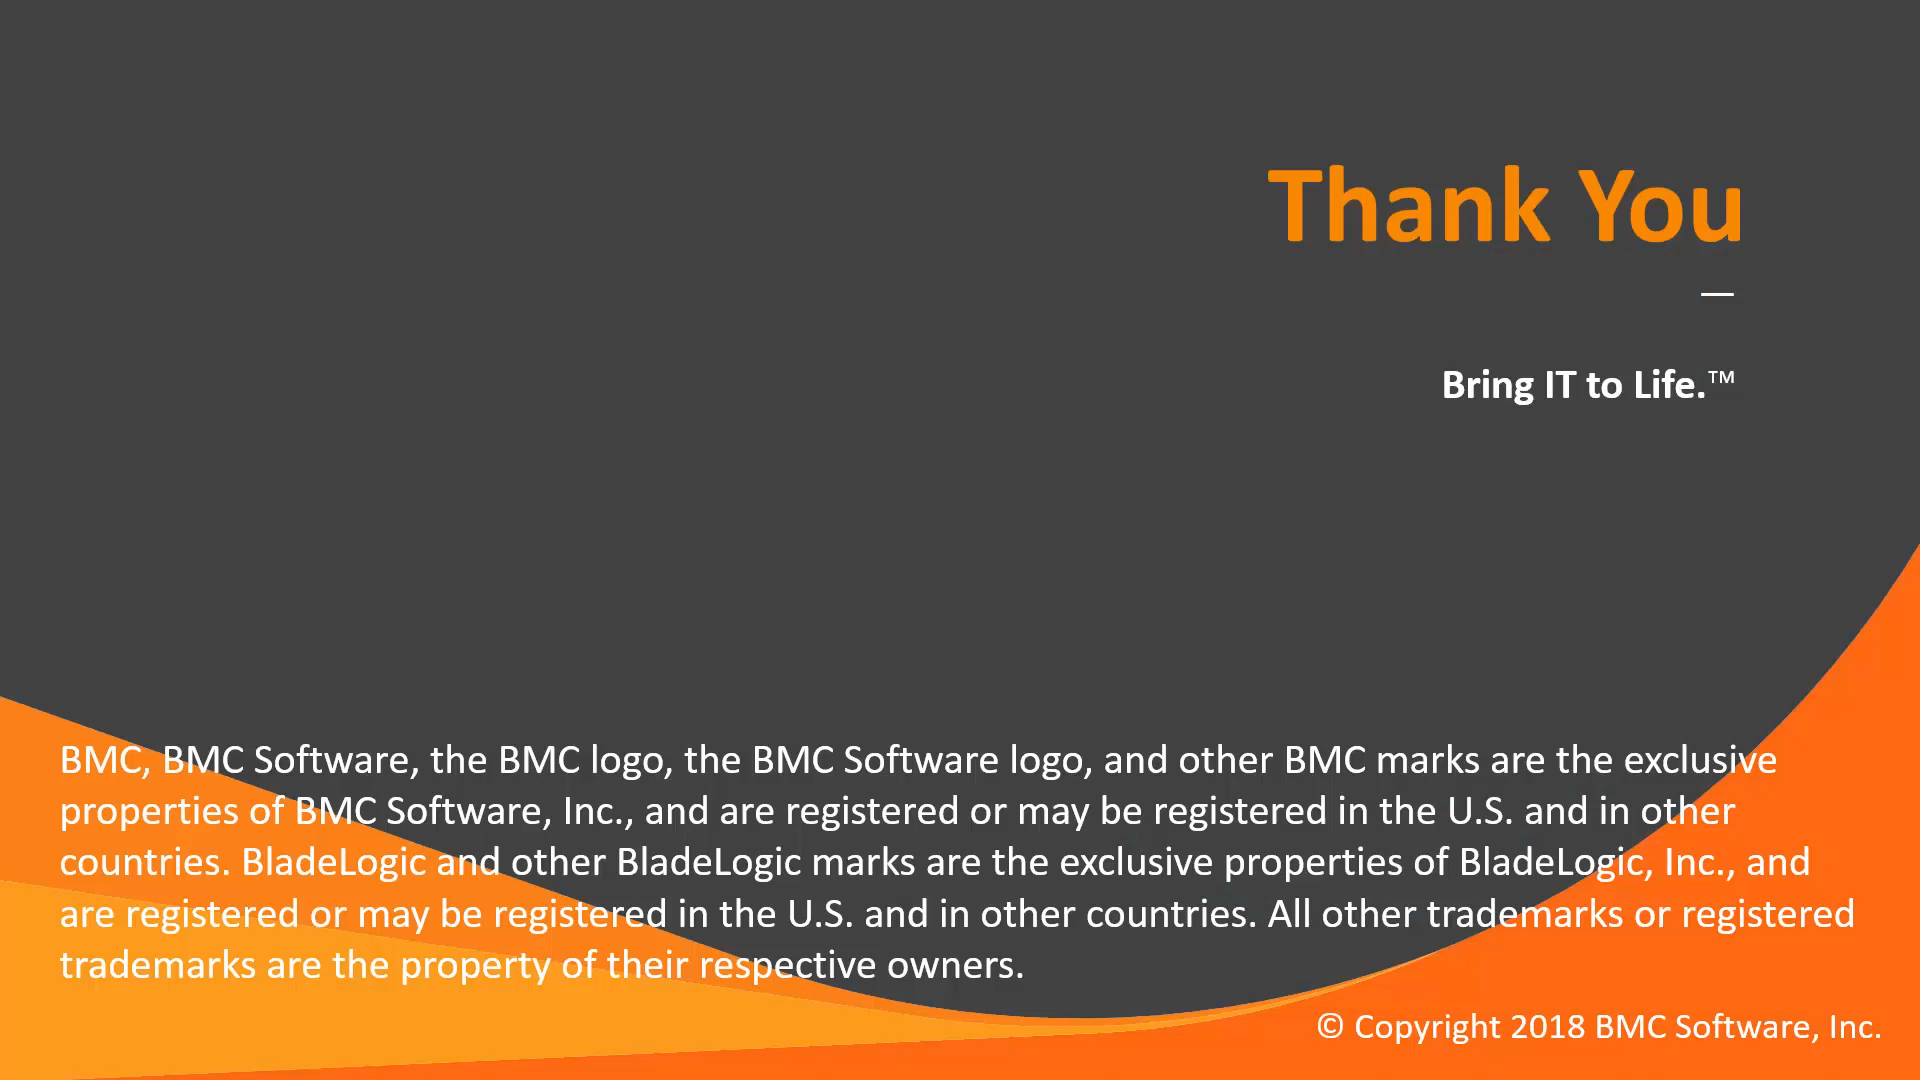 Thank You
Bring IT to Life.™
BMC, BMC Software, the BMC logo, the BMC Software logo, and other BMC marks are the exclusive
properties of BMC Software, Inc., and are registered or may be registered in the U.S. and in other
countries. BladeLogic and other BladeLogic marks are the exclusive properties of BladeLogic, Inc., and
are registered or may be registered in the U.S. and in other countries. All other trademarks or registered
trademarks are the property of their respective owners.
© Copyright 2018 BMC Software, Inc.